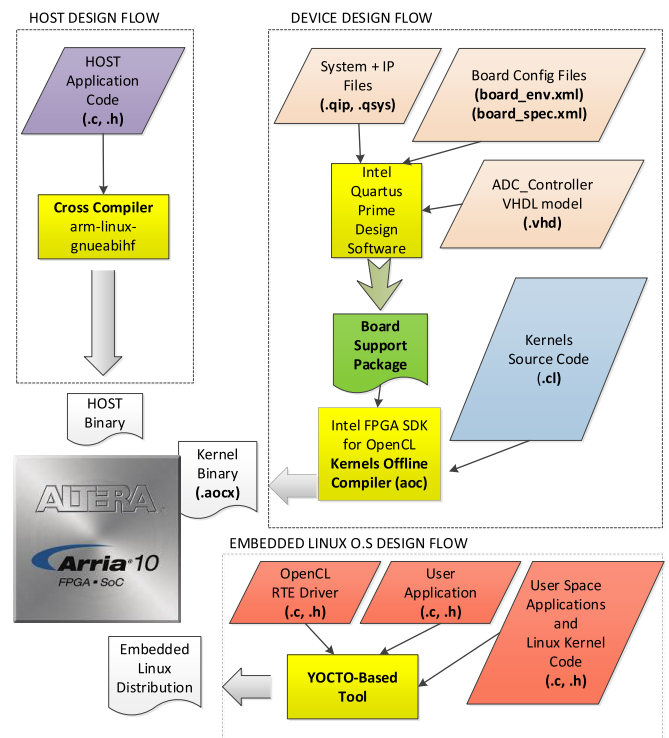 HOST DESIGN FLOW
HOST
Application
Code
(.c, .h)
Cross Compiler
arm-linux-
gnueabihf
HOST
Binary
DEVICE DESIGN FLOW
System + IP
Files
(.qip, .qsys)
Board Config Files
(board_env.xml)
(board_spec.xml)
Intel
Quartus
Prime
Design
Software
ADC_Controller
VHDL model
(.vhd)
Board
Support
Package
Kernels
Source Code
(.cl)
Intel FPGA SDK
for OpenCL
Kernels Offline
Compiler (aoc)
Kernel
Binary
(.aocx)
ALTERA
Arria 10
FPGA • SoC
EMBEDDED LINUX O.S DESIGN FLOW
OpenCL
RTE Driver
(.c, .h)
User
Application
(.c, .h)
User Space
Applications
and
Linux Kernel
Code
(.c, .h)
YOCTO-Based
Tool
Embedded
Linux
Distribution